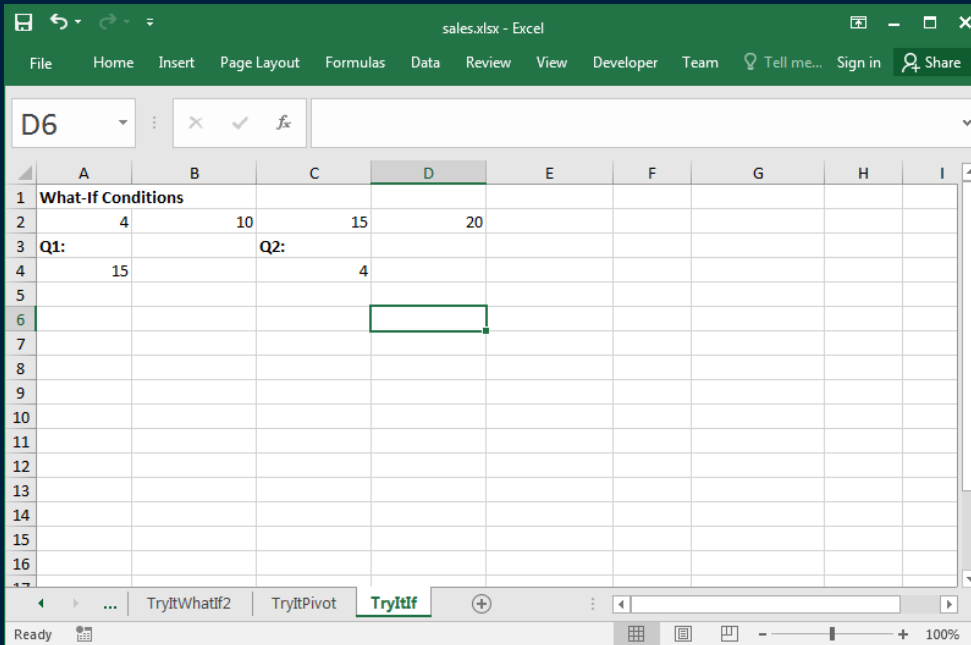 sales.xlsx - Excel
File Home Insert Page Layout Formulas Data Review View Developer Team Tell me... Sign in Share
D6 fx
A B C D E F G H I
1 What-If Conditions
2 4 10 15 20
3 Q1: Q2:
4 15 4
5
6
7
8
9
10
11
12
13
14
15
16
17
... TryItWhatIf2 TryItPivot TryItIf
Ready 100%